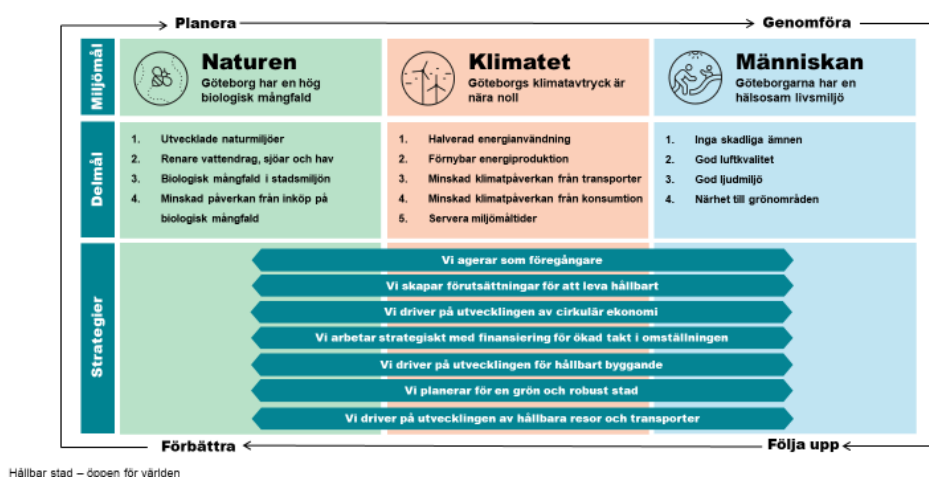 Planera
Genomföra
Miljömål
Naturen
Göteborg har en hög
biologisk mångfald
Klimatet
Göteborgs klimatavtryck är
nära noll
Människan
Göteborgarna har en
hälsosam livsmiljö
Delmål
1. Utvecklade naturmiljöer
2. Renare vattendrag, sjöar och hav
3. Biologisk mångfald i stadsmiljön
4. Minskad påverkan från inköp på
biologisk mångfald
1. Halverad energianvändning
2. Förnybar energiproduktion
3. Minskad klimatpåverkan från transporter
4. Minskad klimatpåverkan från konsumtion
5. Servera miljömåltider
1. Inga skadliga ämnen
2. God luftkvalitet
3. God ljudmiljö
4. Närhet till grönområden
Strategier
Vi agerar som föregångare
Vi skapar förutsättningar för att leva hållbart
Vi driver på utvecklingen av cirkulär ekonomi
Vi arbetar strategiskt med finansiering för ökad takt i omställningen
Vi driver på utvecklingen för hållbart byggande
Vi planerar för en grön och robust stad
Vi driver på utvecklingen av hållbara resor och transporter
Förbättra
Följa upp
Hållbar stad – öppen för världen